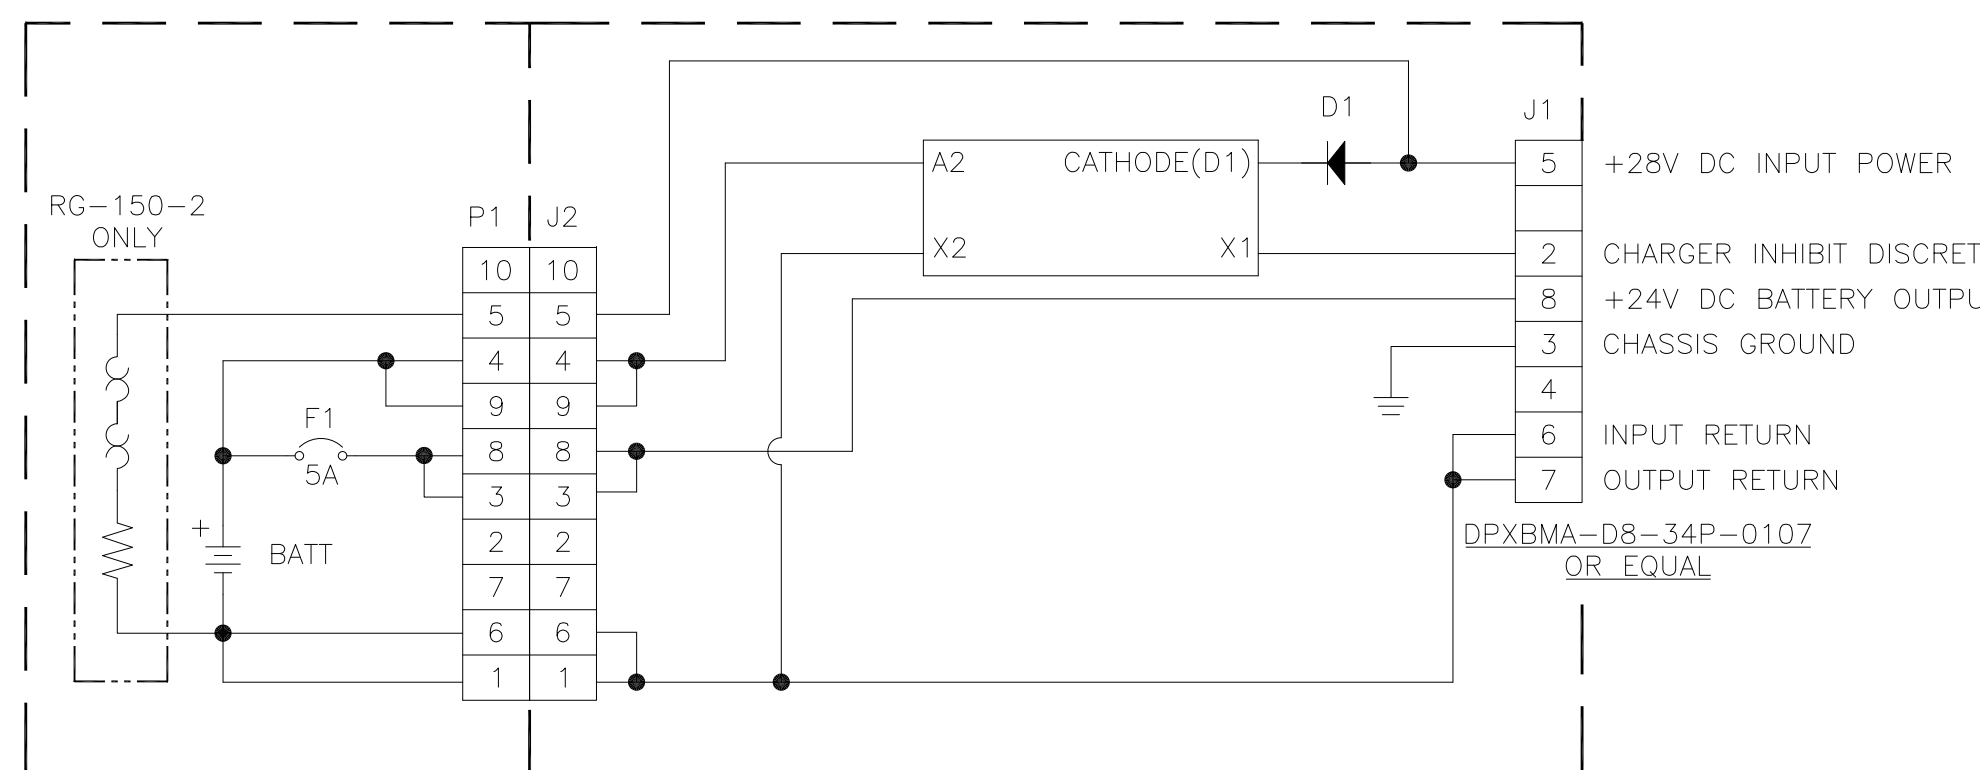 RG-150-2
ONLY
P1 J2
10 10
5 5
4 4
9 9
8 8
3 3
2 2
7 7
6 6
1 1
F1
5A
+
BATT
A2 CATHODE(D1)
X2 X1
D1
J1
5 +28V DC INPUT POWER
2 CHARGER INHIBIT DISCRET
8 +24V DC BATTERY OUTPU
3 CHASSIS GROUND
4
6 INPUT RETURN
7 OUTPUT RETURN
DPXBMA-D8-34P-0107
OR EQUAL